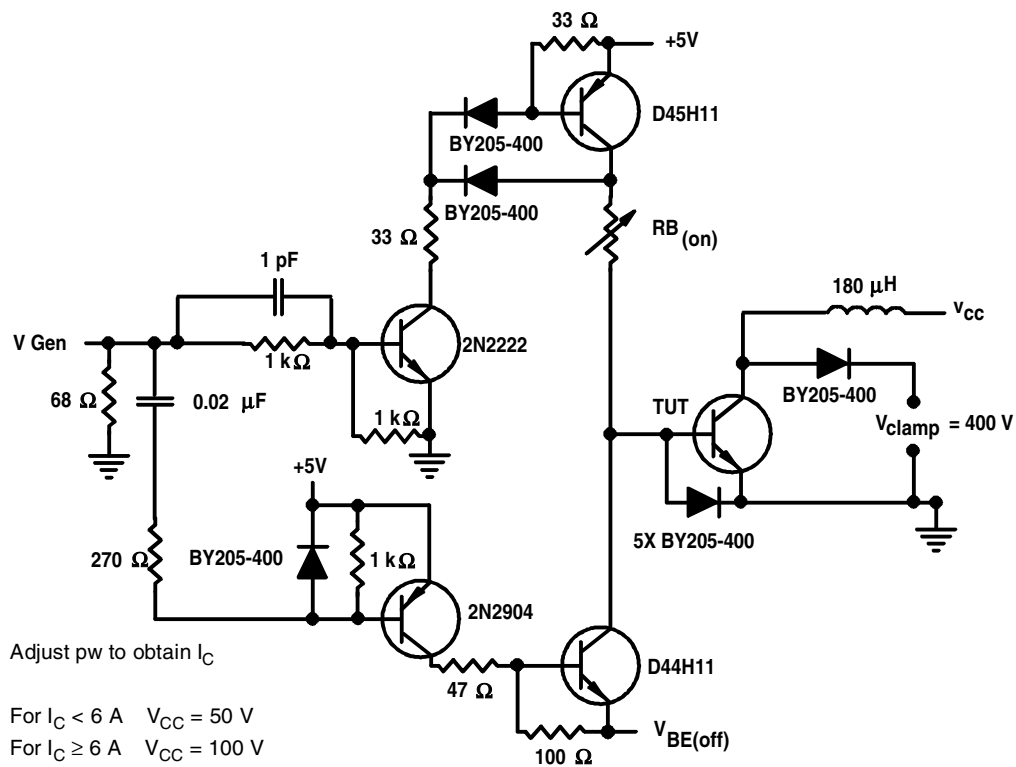 33 Ω
+5V
D45H11
BY205-400
BY205-400
33 Ω
RB(on)
1 pF
180 μH
vCC
V Gen
1 kΩ
2N2222
BY205-400
68 Ω
0.02 μF
TUT
Vclamp = 400 V
1 kΩ
+5V
5X BY205-400
270 Ω
BY205-400
1 kΩ
2N2904
Adjust pw to obtain IC
D44H11
47 Ω
For IC < 6 A VCC = 50 V
VBE(off)
For IC ≥ 6 A VCC = 100 V
100 Ω